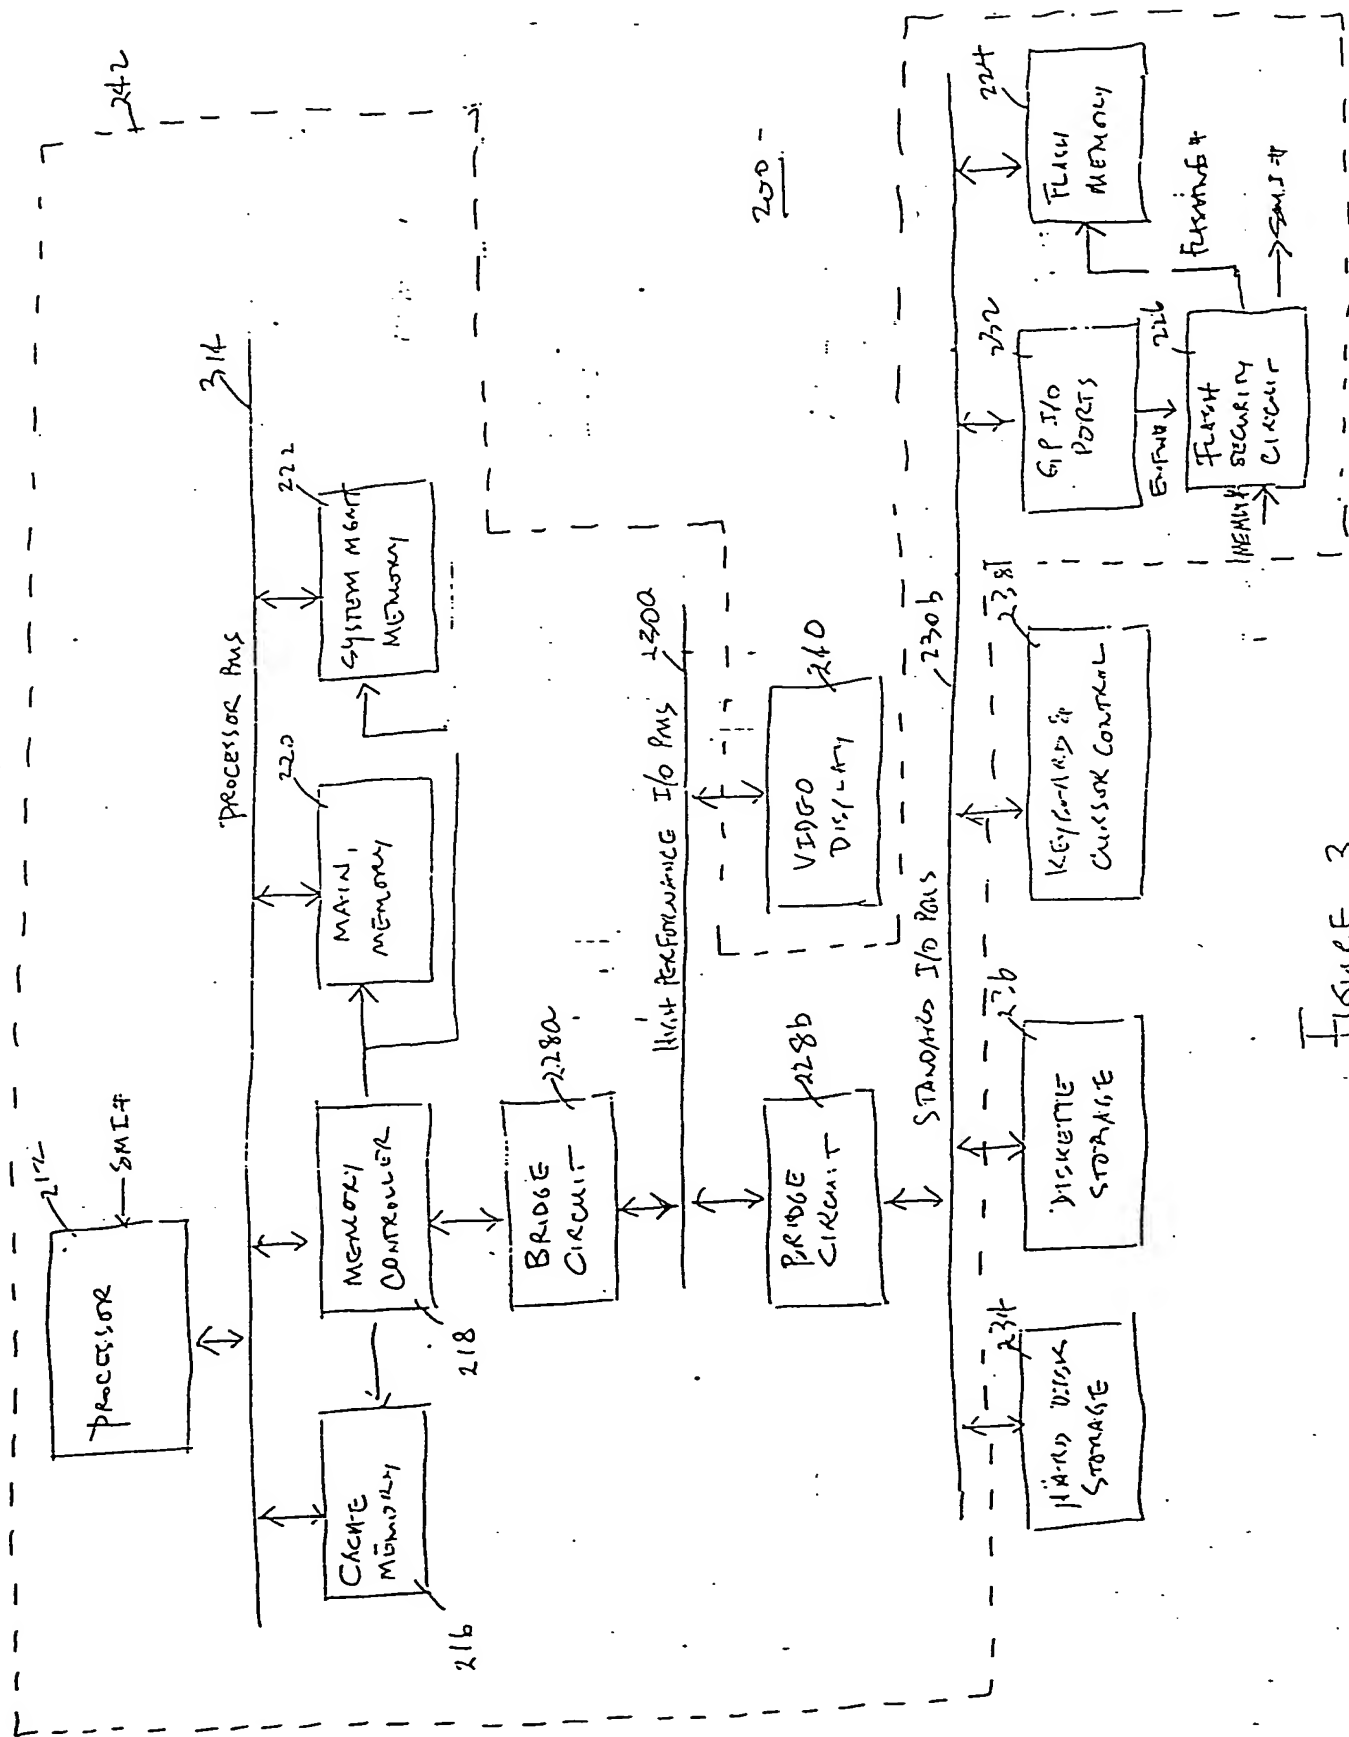 242
212
PROCESSOR
SMI#
PROCESSOR BUS
314
216
CACHE
MEMORY
218
MEMORY
CONTROLLER
220
MAIN
MEMORY
222
SYSTEM MGMT
MEMORY
228a
BRIDGE
CIRCUIT
HIGH PERFORMANCE I/O BUS
230a
200
228b
BRIDGE
CIRCUIT
240
VIDEO
DISPLAY
STANDARD I/O BUS
230b
234
HARD DISK
STORAGE
236
DISKETTE
STORAGE
238
KEYBOARD &
CURSOR CONTROL
232
GP I/O
PORTS
224
FLASH
MEMORY
226
FLASH
SECURITY
CIRCUIT
MEMW#
SMI#
FIGURE 3